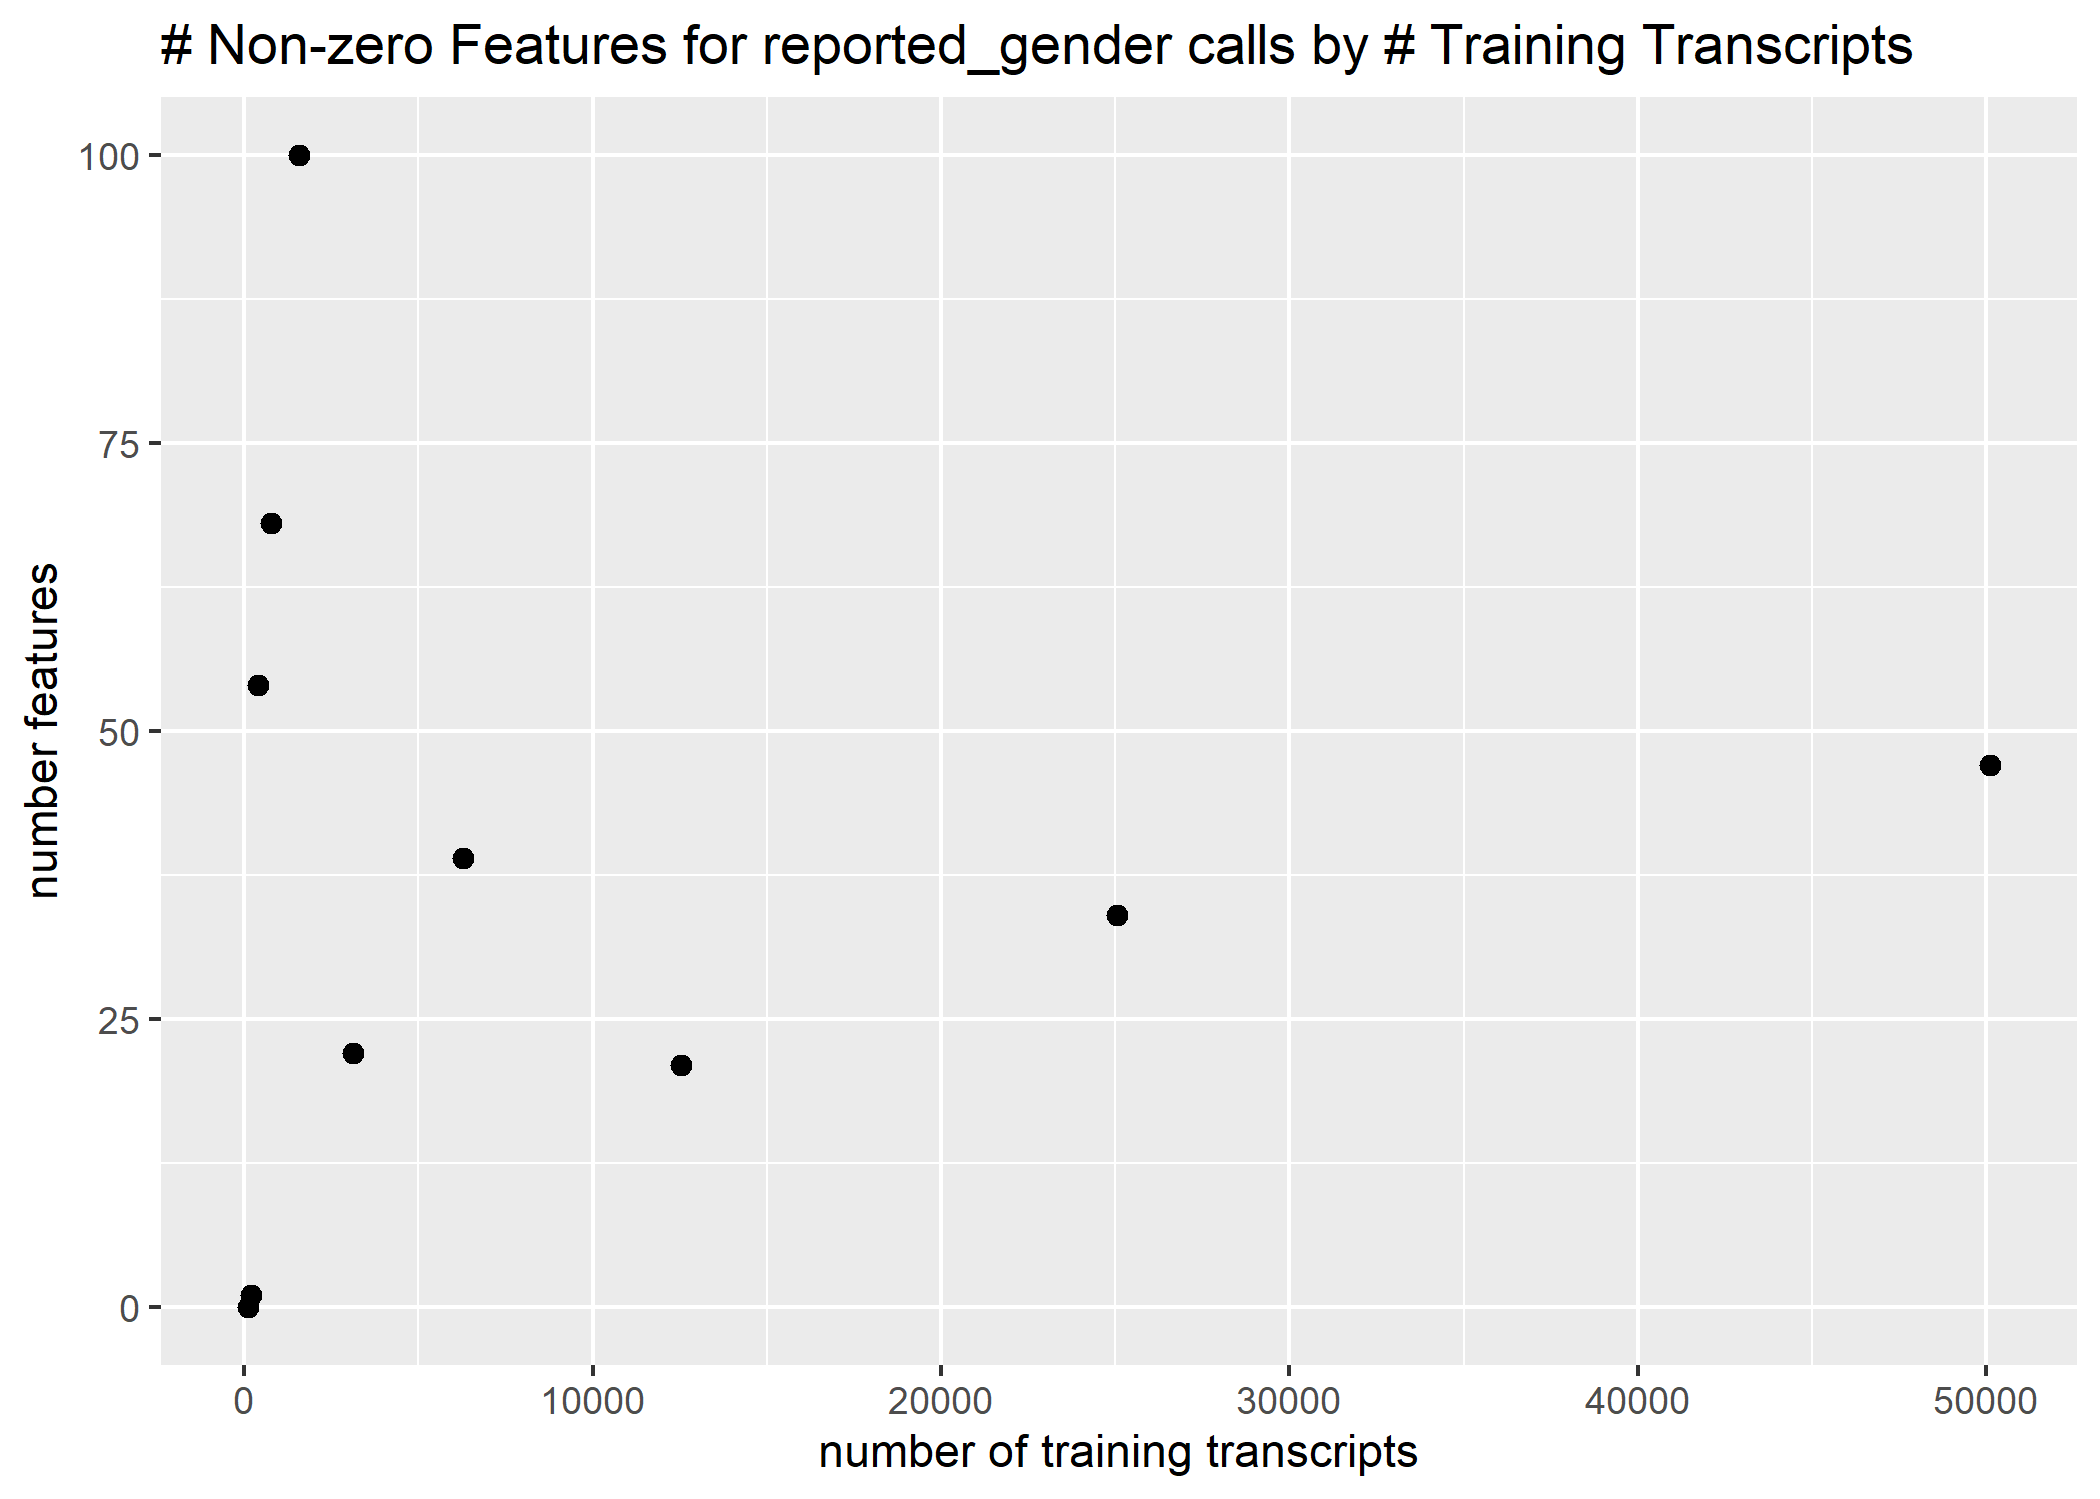 # Non-zero Features for reported_gender calls by # Training Transcripts
100
75
50
25
0
number features
0 10000 20000 30000 40000 50000
number of training transcripts